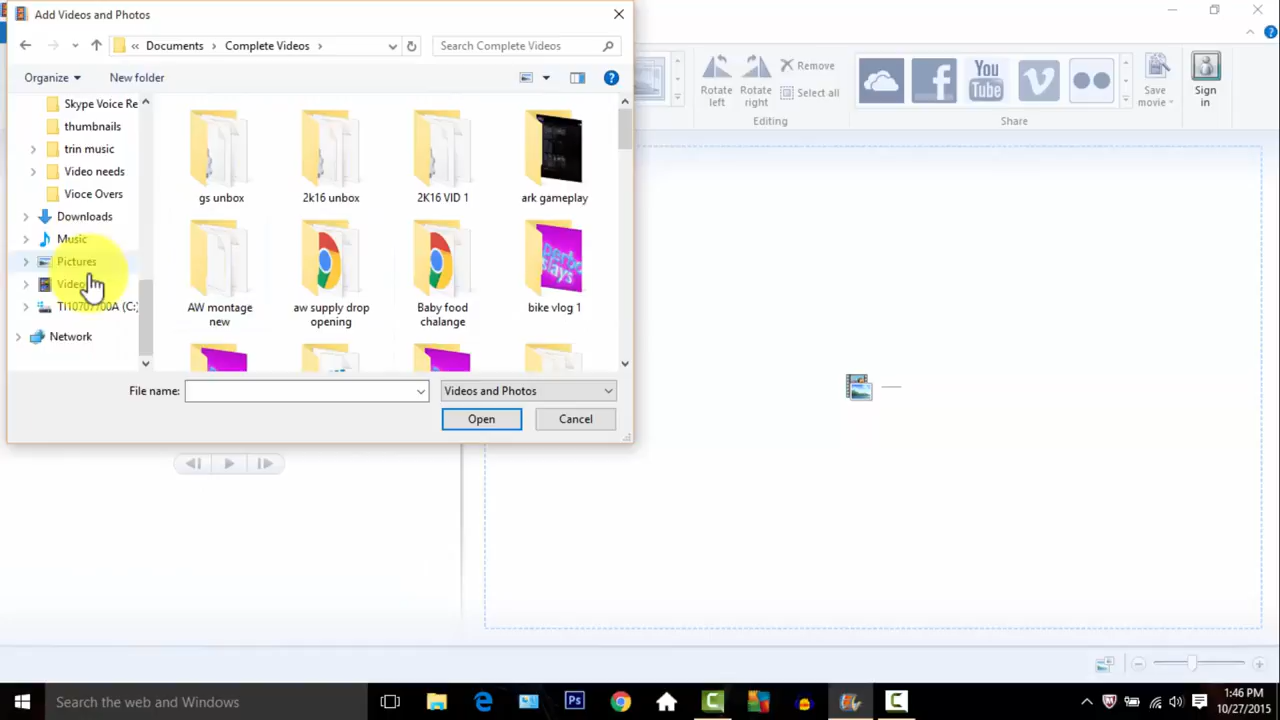 Add Videos and Photos
« Documents > Complete Videos >
Search Complete Videos
Organize
New folder
Skype Voice Re
thumbnails
trin music
Video needs
Vioce Overs
Downloads
Music
Pictures
TI10707700A (C:)
Network
gs unbox
2k16 unbox
2K16 VID 1
ark gameplay
AW montage new
aw supply drop opening
Baby food chalange
bike vlog 1
File name:
Videos and Photos
Open
Cancel
Rotate left
Rotate right
Remove
Select all
Editing
You Tube
Share
Save movie
Sign in
Search the web and Windows
Ps
1:46 PM
10/27/2015